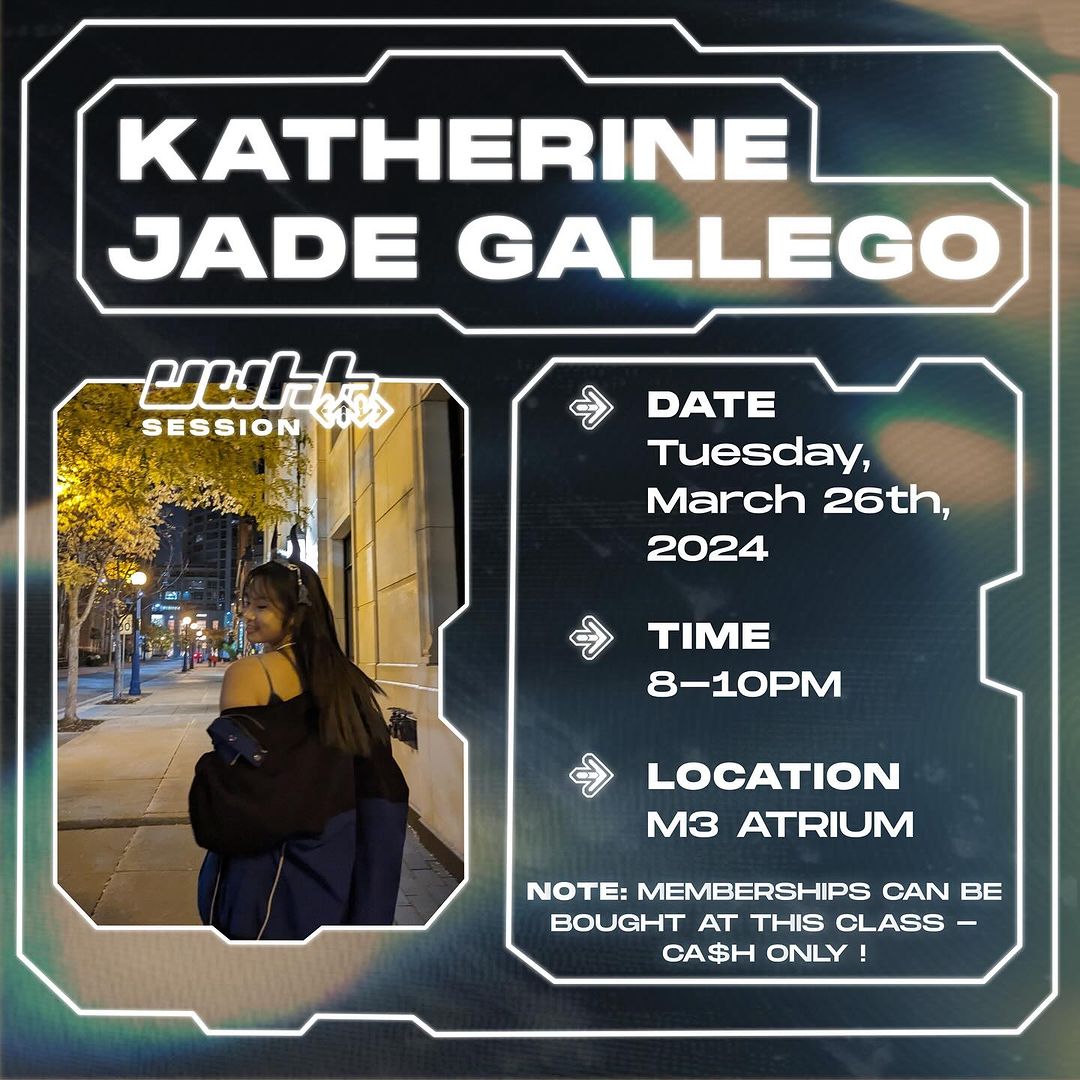 KATHERINE
JADE GALLEGO
uwhh
SESSION
DATE
Tuesday,
March 26th,
2024
TIME
8–10PM
LOCATION
M3 ATRIUM
NOTE: MEMBERSHIPS CAN BE
BOUGHT AT THIS CLASS –
CA$H ONLY !